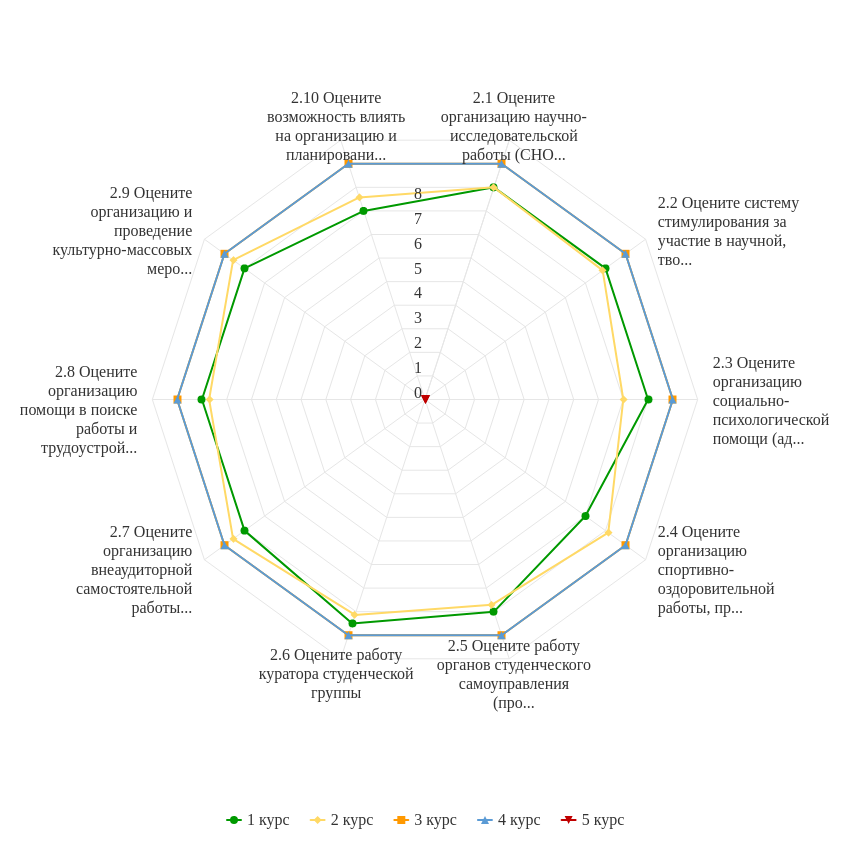 2.10 Оцените
возможность влиять
на организацию и
планировани...
2.1 Оцените
организацию научно-
исследовательской
работы (СНО...
2.9 Оцените
организацию и
проведение
культурно-массовых
меро...
2.2 Оцените систему
стимулирования за
участие в научной,
тво...
8
7
6
5
4
3
2
1
0
2.8 Оцените
организацию
помощи в поиске
работы и
трудоустрой...
2.3 Оцените
организацию
социально-
психологической
помощи (ад...
2.7 Оцените
организацию
внеаудиторной
самостоятельной
работы...
2.4 Оцените
организацию
спортивно-
оздоровительной
работы, пр...
2.6 Оцените работу
куратора студенческой
группы
2.5 Оцените работу
органов студенческого
самоуправления
(про...
1 курс 2 курс 3 курс 4 курс 5 курс